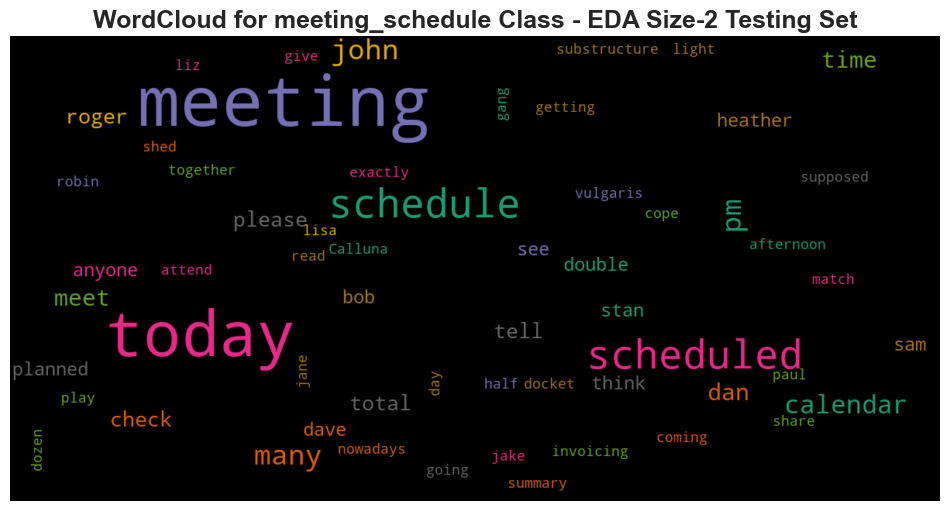 WordCloud for meeting_schedule Class - EDA Size-2 Testing Set
substructure light
john
give
time
liz
meeting
gang
getting
roger
heather
shed
together
exactly
supposed
robin
vulgaris
schedule
pm
cope
please
lisa
afternoon
Calluna
see
read
double
anyone
attend
match
meet
bob
stan
today
tell
sam
scheduled
planned
jane
day
paul
half
docket
think
play
dan
total
calendar
check
share
dave
coming
dozen
many
nowadays
invoicing
jake
going
summary